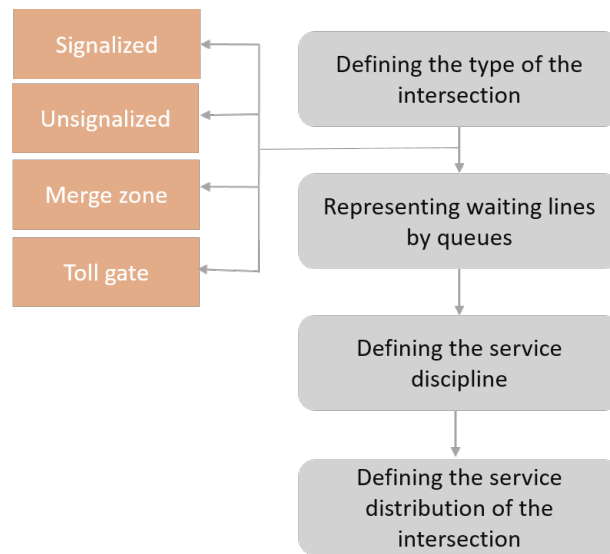 Signalized
Unsignalized
Merge zone
Toll gate
Defining the type of the
intersection
Representing waiting lines
by queues
Defining the service
discipline
Defining the service
distribution of the
intersection